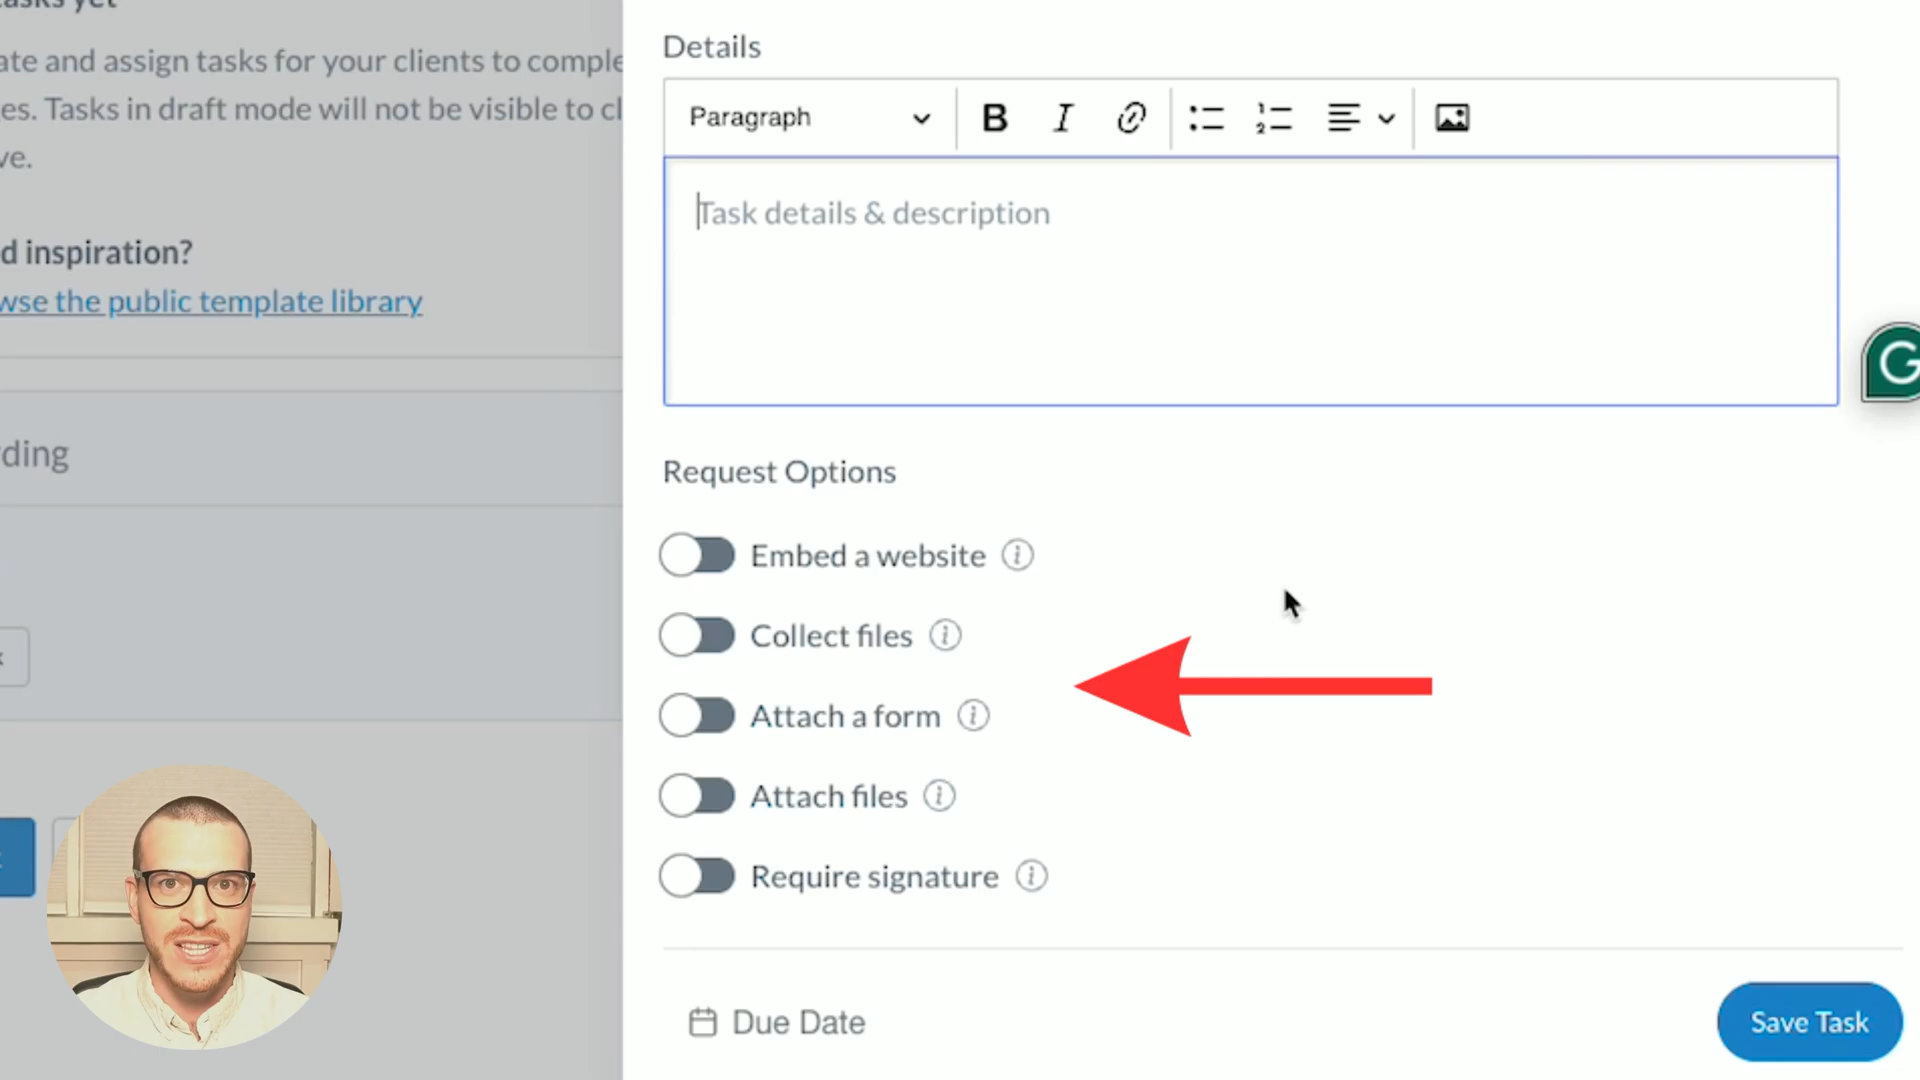 yet
ate and assign tasks for your clients to
es. Tasks in draft mode will not be visible to
ve.
d inspiration?
wse the public template library
ding
Details
Paragraph
B I
Task details & description
G
Request Options
Embed a website
Collect files
Attach a form
Attach files
Require signature
Due Date
Save Task